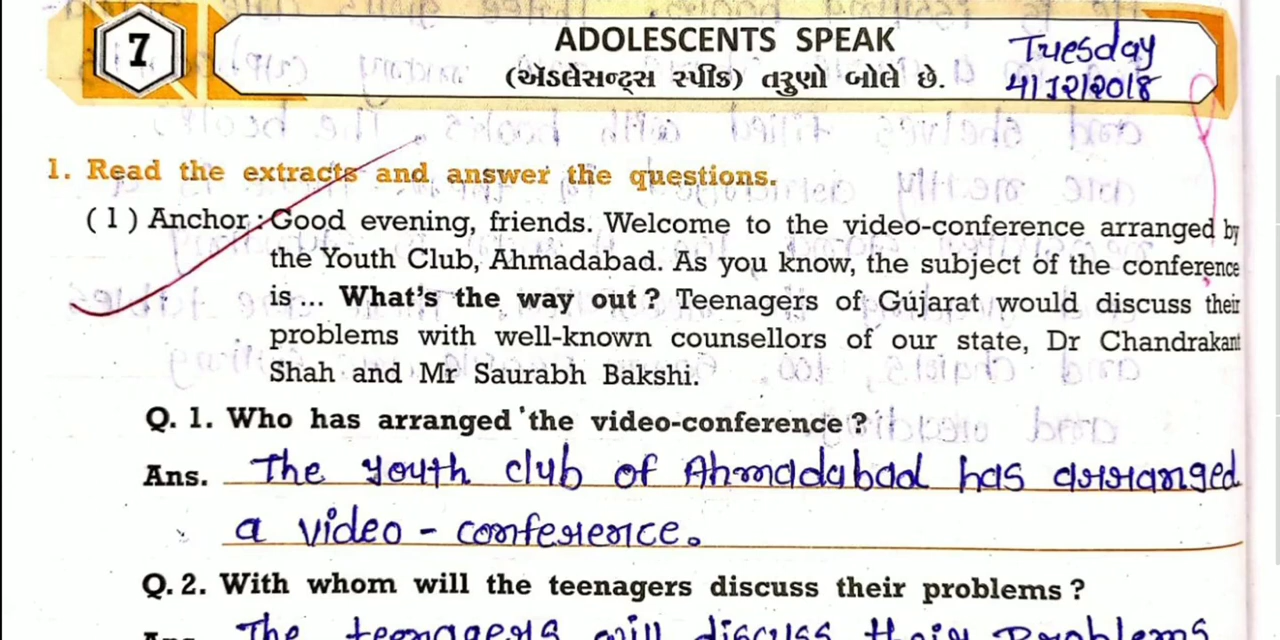 7
ADOLESCENTS SPEAK
(ઍડલેસન્ટ્સ સ્પીક) તરુણો બોલે છે.
Tuesday
4/12/2018
1. Read the extracts and answer the questions.
(1) Anchor : Good evening, friends. Welcome to the video-conference arranged by
the Youth Club, Ahmadabad. As you know, the subject of the conference
is... What's the way out ? Teenagers of Gujarat would discuss their
problems with well-known counsellors of our state, Dr Chandrakant
Shah and Mr Saurabh Bakshi.
Q. 1. Who has arranged the video-conference ?
Ans. The youth club of Ahmadabad has arranged
a video - conference.
Q. 2. With whom will the teenagers discuss their problems ?
Ans. The teenagers will discuss their problems